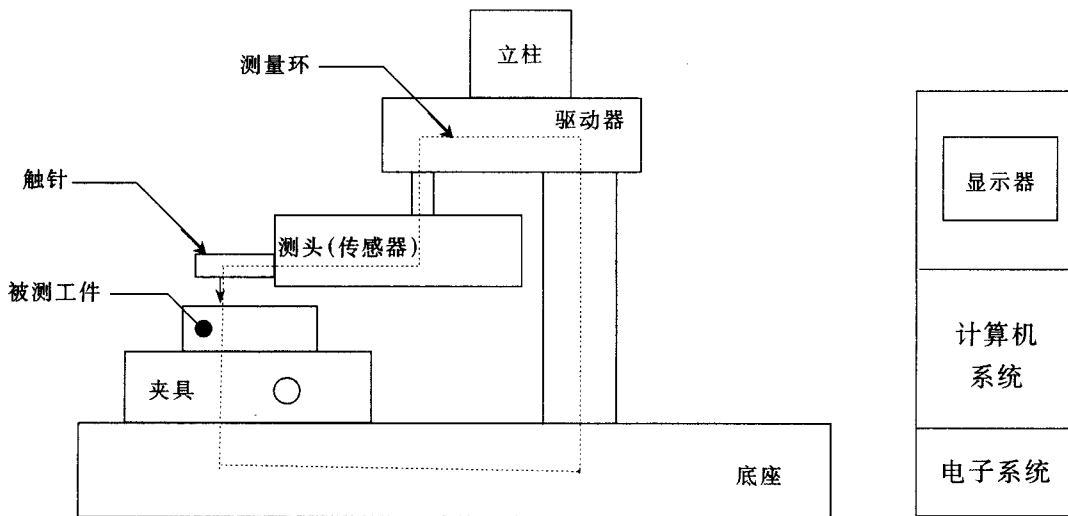 立柱
测量环
驱动器
触针
显示器
测头(传感器)
被测工件
计算机
系统
夹具
底座
电子系统